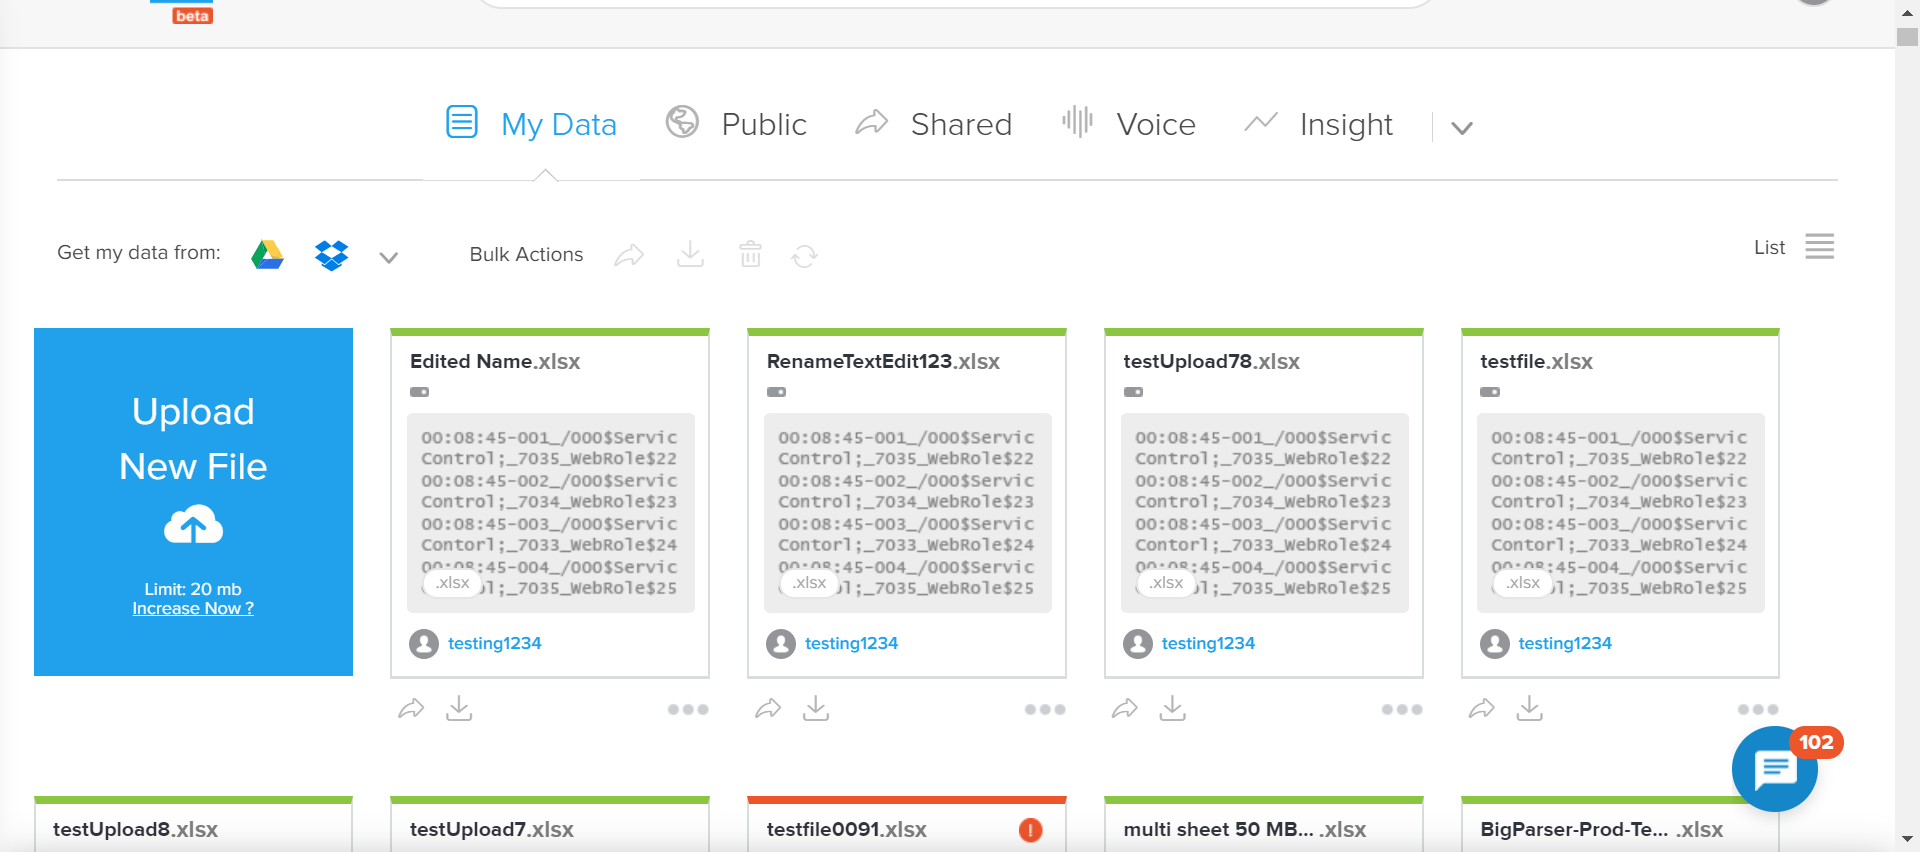 beta
My Data
Public
Shared
Voice
Insight
Get my data from:
Bulk Actions
List
Upload
New File
Limit: 20 mb
Increase Now ?
Edited Name.xlsx
00:08:45-001_/000$Servic
Control;_7035_WebRole$22
00:08:45-002_/000$Servic
Control;_7034_WebRole$23
00:08:45-003_/000$Servic
Contorl;_7033_WebRole$24
00:08:45-004_/000$Servic
.xlsx
l;_7035_WebRole$25
testing1234
RenameTextEdit123.xlsx
00:08:45-001_/000$Servic
Control;_7035_WebRole$22
00:08:45-002_/000$Servic
Control;_7034_WebRole$23
00:08:45-003_/000$Servic
Contorl;_7033_WebRole$24
00:08:45-004_/000$Servic
.xlsx
ol;_7035_WebRole$25
testing1234
testUpload78.xlsx
00:08:45-001_/000$Servic
Control;_7035_WebRole$22
00:08:45-002_/000$Servic
Control;_7034_WebRole$23
00:08:45-003_/000$Servic
Contorl;_7033_WebRole$24
00:08:45-004_/000$Servic
.xlsx
ol;_7035_WebRole$25
testing1234
testfile.xlsx
00:08:45-001_/000$Servic
Control;_7035_WebRole$22
00:08:45-002_/000$Servic
Control;_7034_WebRole$23
00:08:45-003_/000$Servic
Contorl;_7033_WebRole$24
00:08:45-004_/000$Servic
.xlsx
ol;_7035_WebRole$25
testing1234
102
testUpload8.xlsx
testUpload7.xlsx
testfile0091.xlsx
!
multi sheet 50 MB... .xlsx
BigParser-Prod-Te... .xlsx